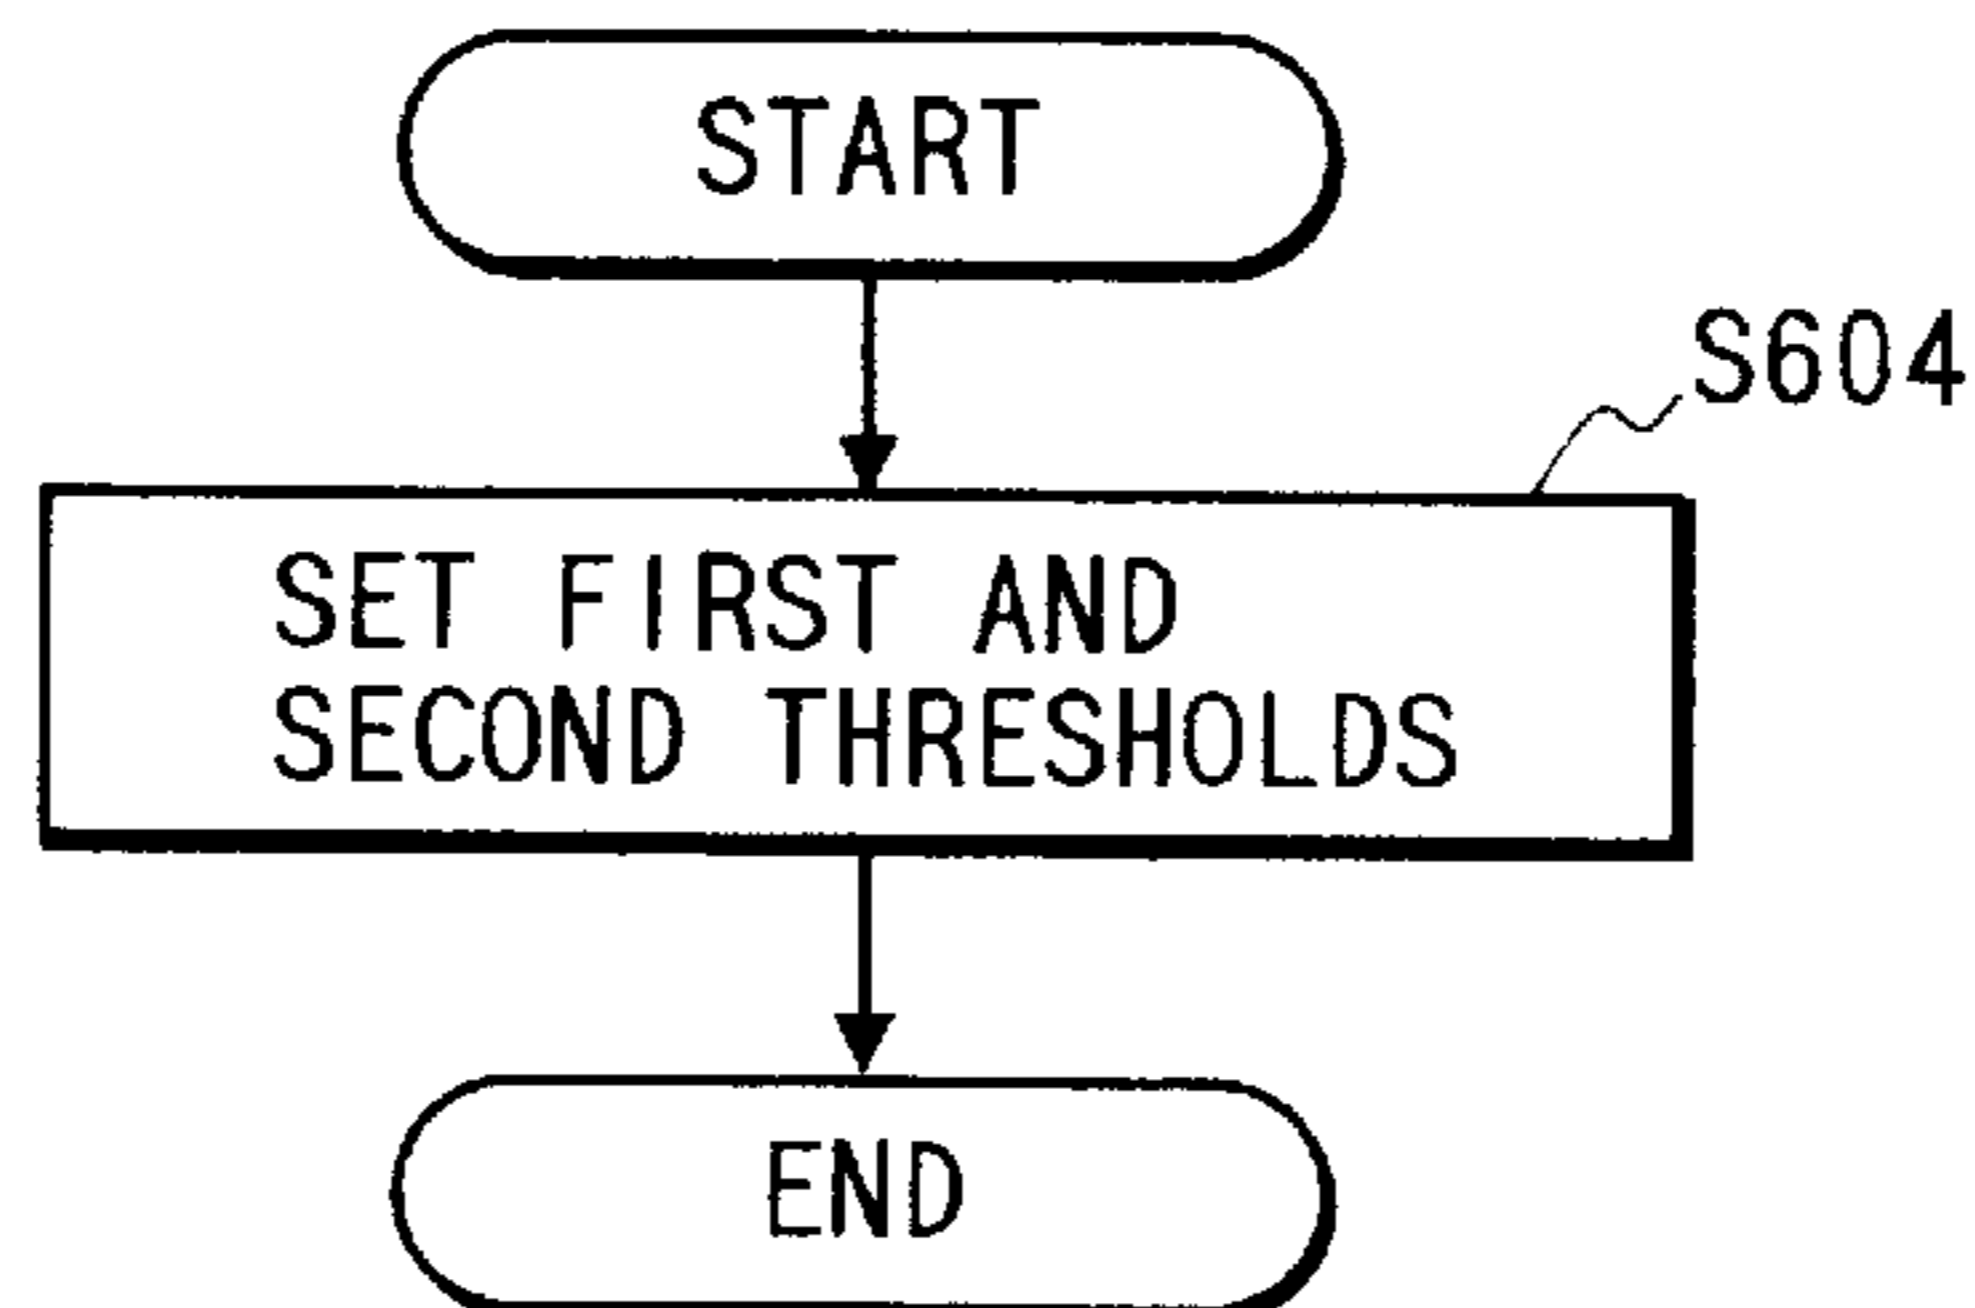 START
S604
SET FIRST AND
SECOND THRESHOLDS
END